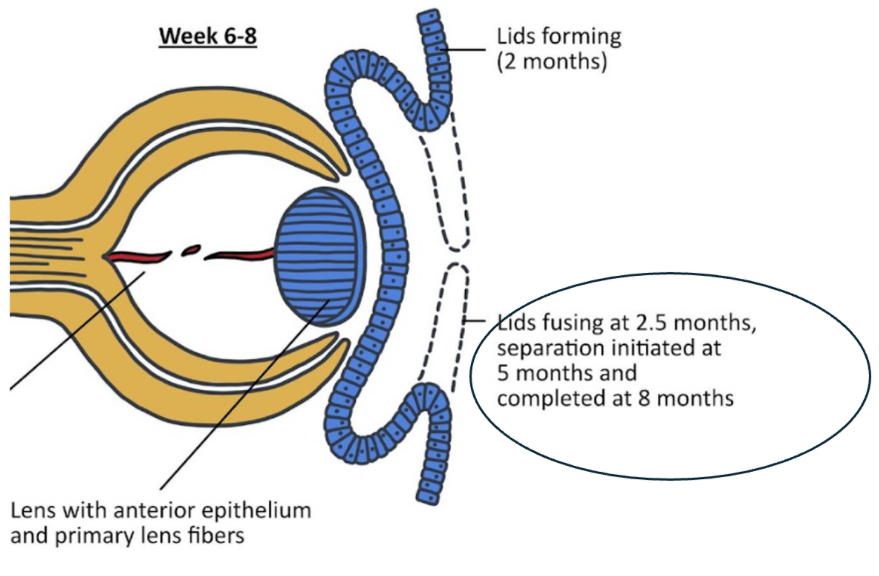 Week 6-8
Lids forming
(2 months)
Lids fusing at 2.5 months,
separation initiated at
5 months and
completed at 8 months
Lens with anterior epithelium
and primary lens fibers